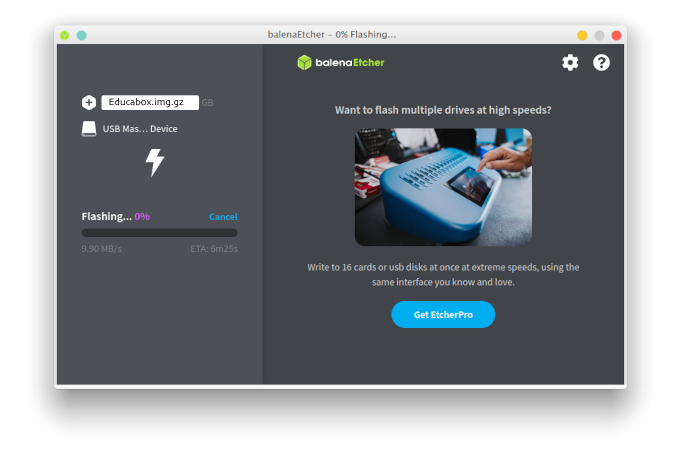 balenaEtcher – 0% Flashing...
balenaEtcher
Educabox.img.gz GB
USB Mas... Device
Flashing... 0% Cancel
9.90 MB/s ETA: 6m25s
Want to flash multiple drives at high speeds?
Write to 16 cards or usb disks at once at extreme speeds, using the
same interface you know and love.
Get EtcherPro